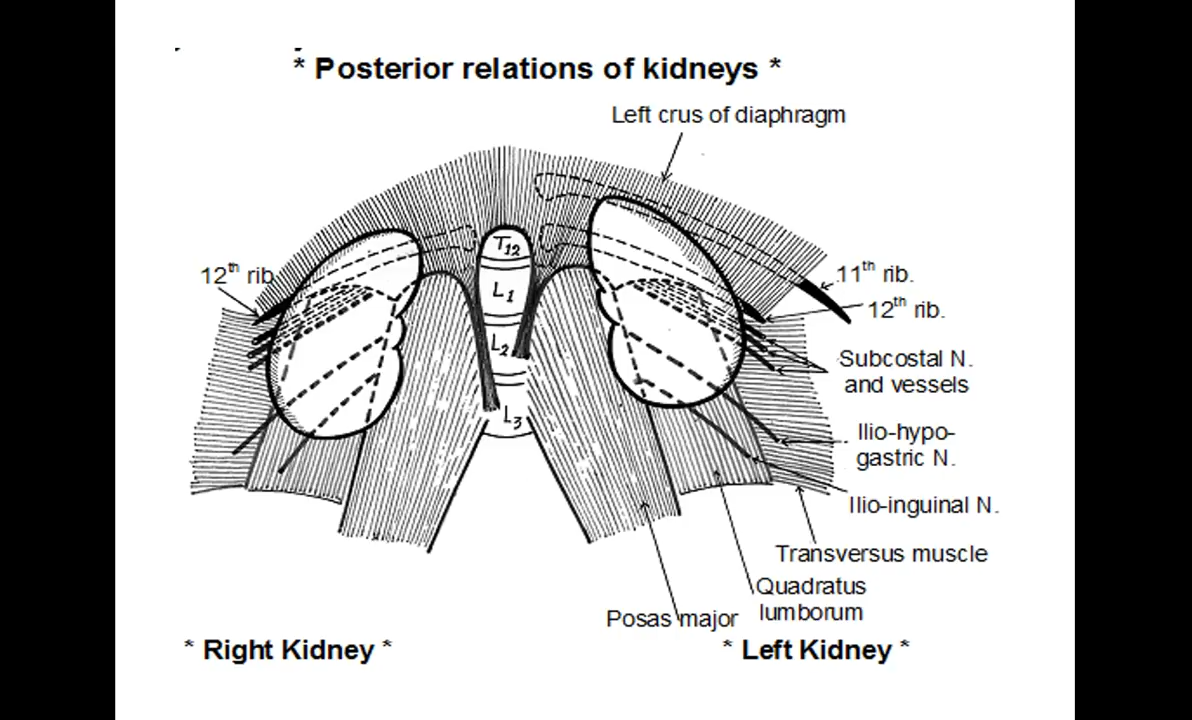 * Posterior relations of kidneys *
Left crus of diaphragm
12th rib
11th rib.
12th rib.
T12
L1
L2
L3
Subcostal N.
and vessels
Ilio-hypo-
gastric N.
Ilio-inguinal N.
Transversus muscle
Quadratus
lumborum
Posas major
* Right Kidney *
* Left Kidney *